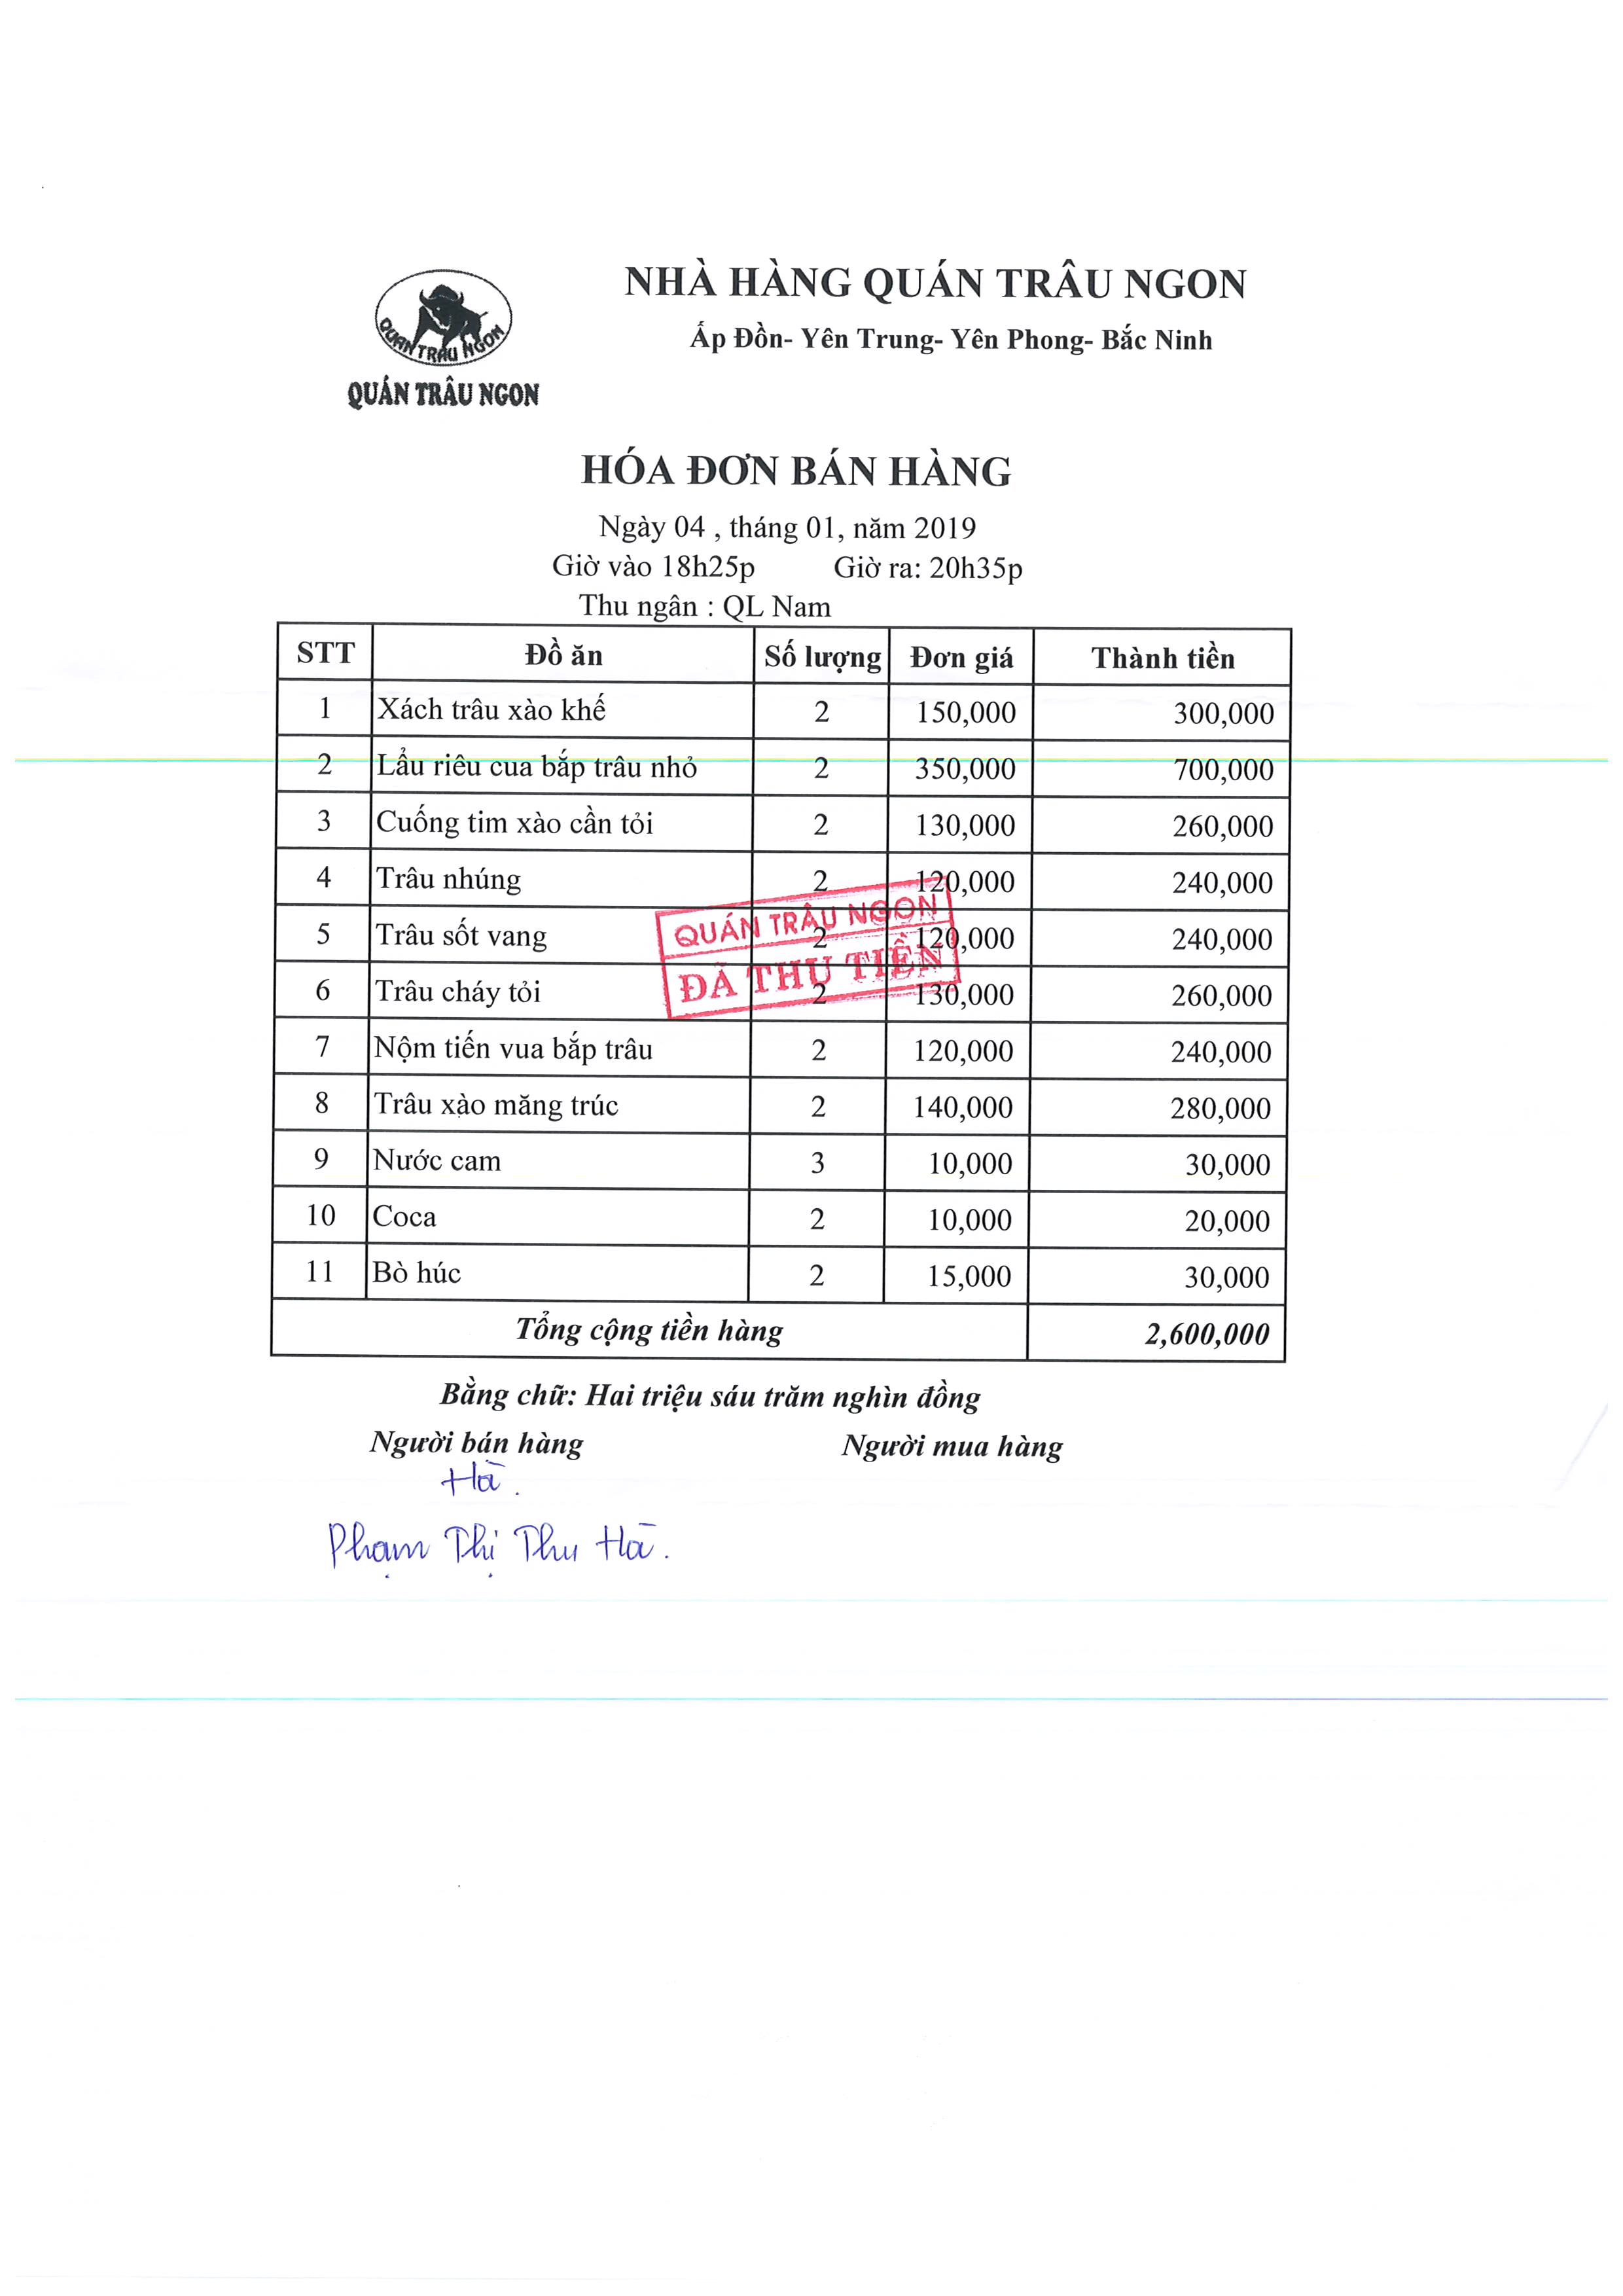 NHÀ HÀNG QUÁN TRÂU NGON
Ấp Đồn- Yên Trung- Yên Phong- Bắc Ninh
QUÁN TRÂU NGON
QUÁN TRÂU NGON
HÓA ĐƠN BÁN HÀNG
Ngày 04 , tháng 01, năm 2019
Giờ vào 18h25p Giờ ra: 20h35p
Thu ngân : QL Nam
STT Đồ ăn Số lượng Đơn giá Thành tiền
1 Xách trâu xào khế 2 150,000 300,000
2 Lẩu riêu cua bắp trâu nhỏ 2 350,000 700,000
3 Cuống tim xào cần tỏi 2 130,000 260,000
4 Trâu nhúng 2 120,000 240,000
5 Trâu sốt vang 2 120,000 240,000
6 Trâu cháy tỏi 2 130,000 260,000
7 Nộm tiến vua bắp trâu 2 120,000 240,000
8 Trâu xào măng trúc 2 140,000 280,000
9 Nước cam 3 10,000 30,000
10 Coca 2 10,000 20,000
11 Bò húc 2 15,000 30,000
Tổng cộng tiền hàng 2,600,000
QUÁN TRÂU NGON
ĐÃ THU TIỀN
Bằng chữ: Hai triệu sáu trăm nghìn đồng
Người bán hàng Người mua hàng
Hà.
Phạm Thị Thu Hà.